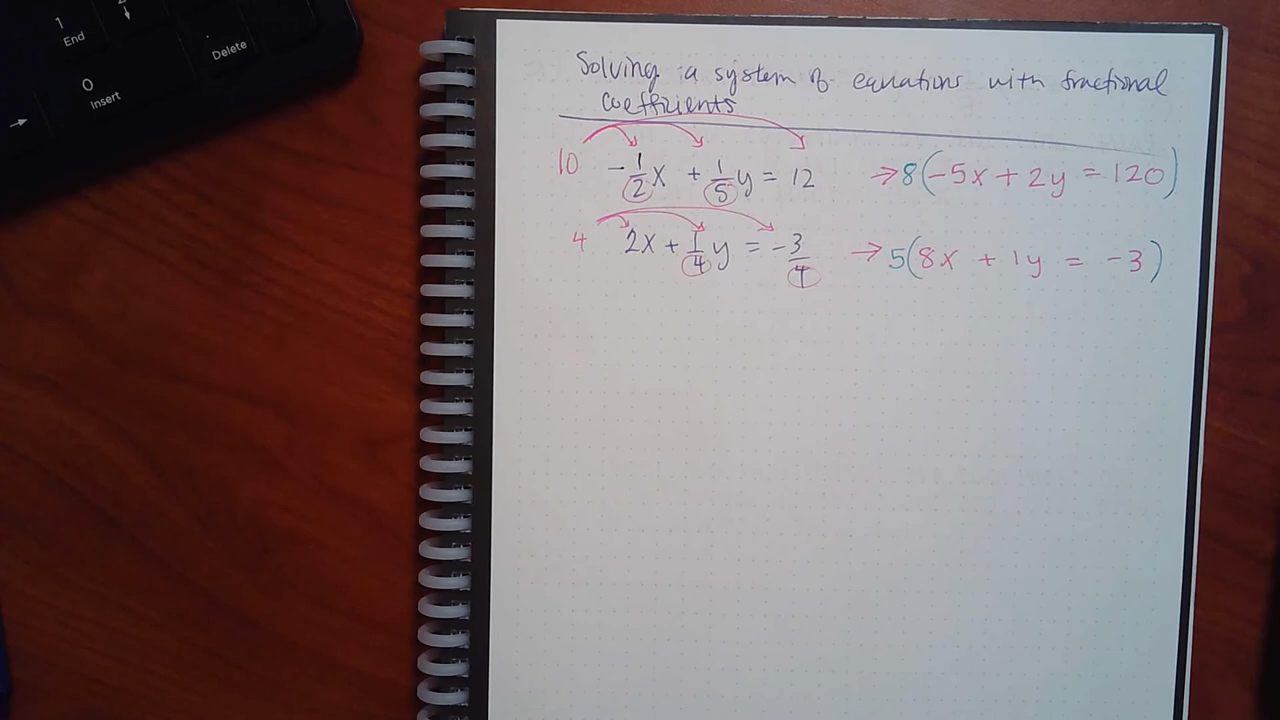 1
End
0
Insert
Delete
Solving a system of equations with fractional
coefficients
10 -1/2x + 1/5y = 12 → 8(-5x + 2y = 120)
4 2x + 1/4y = -3/4 → 5(8x + 1y = -3)